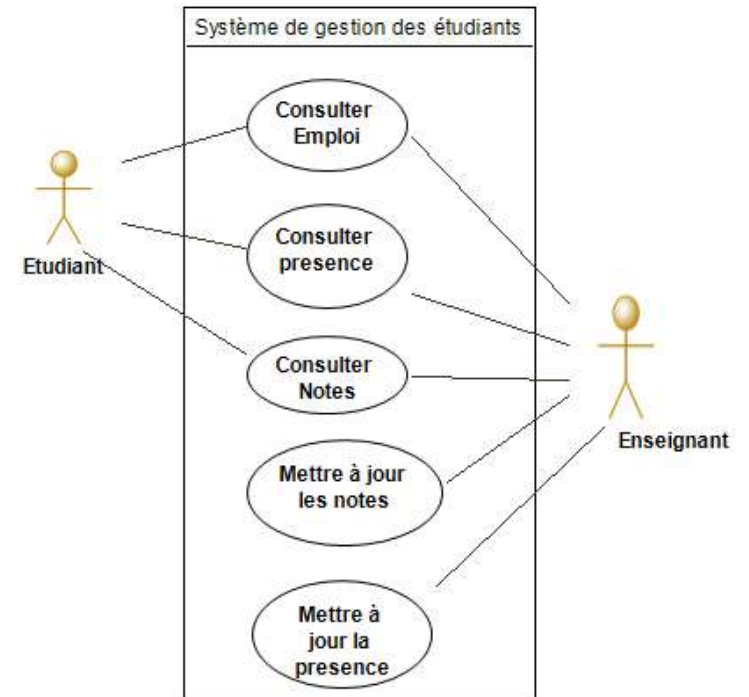 Système de gestion des étudiants
Consulter
Emploi
Etudiant
Consulter
presence
Consulter
Notes
Enseignant
Mettre à jour
les notes
Mettre à
jour la
presence